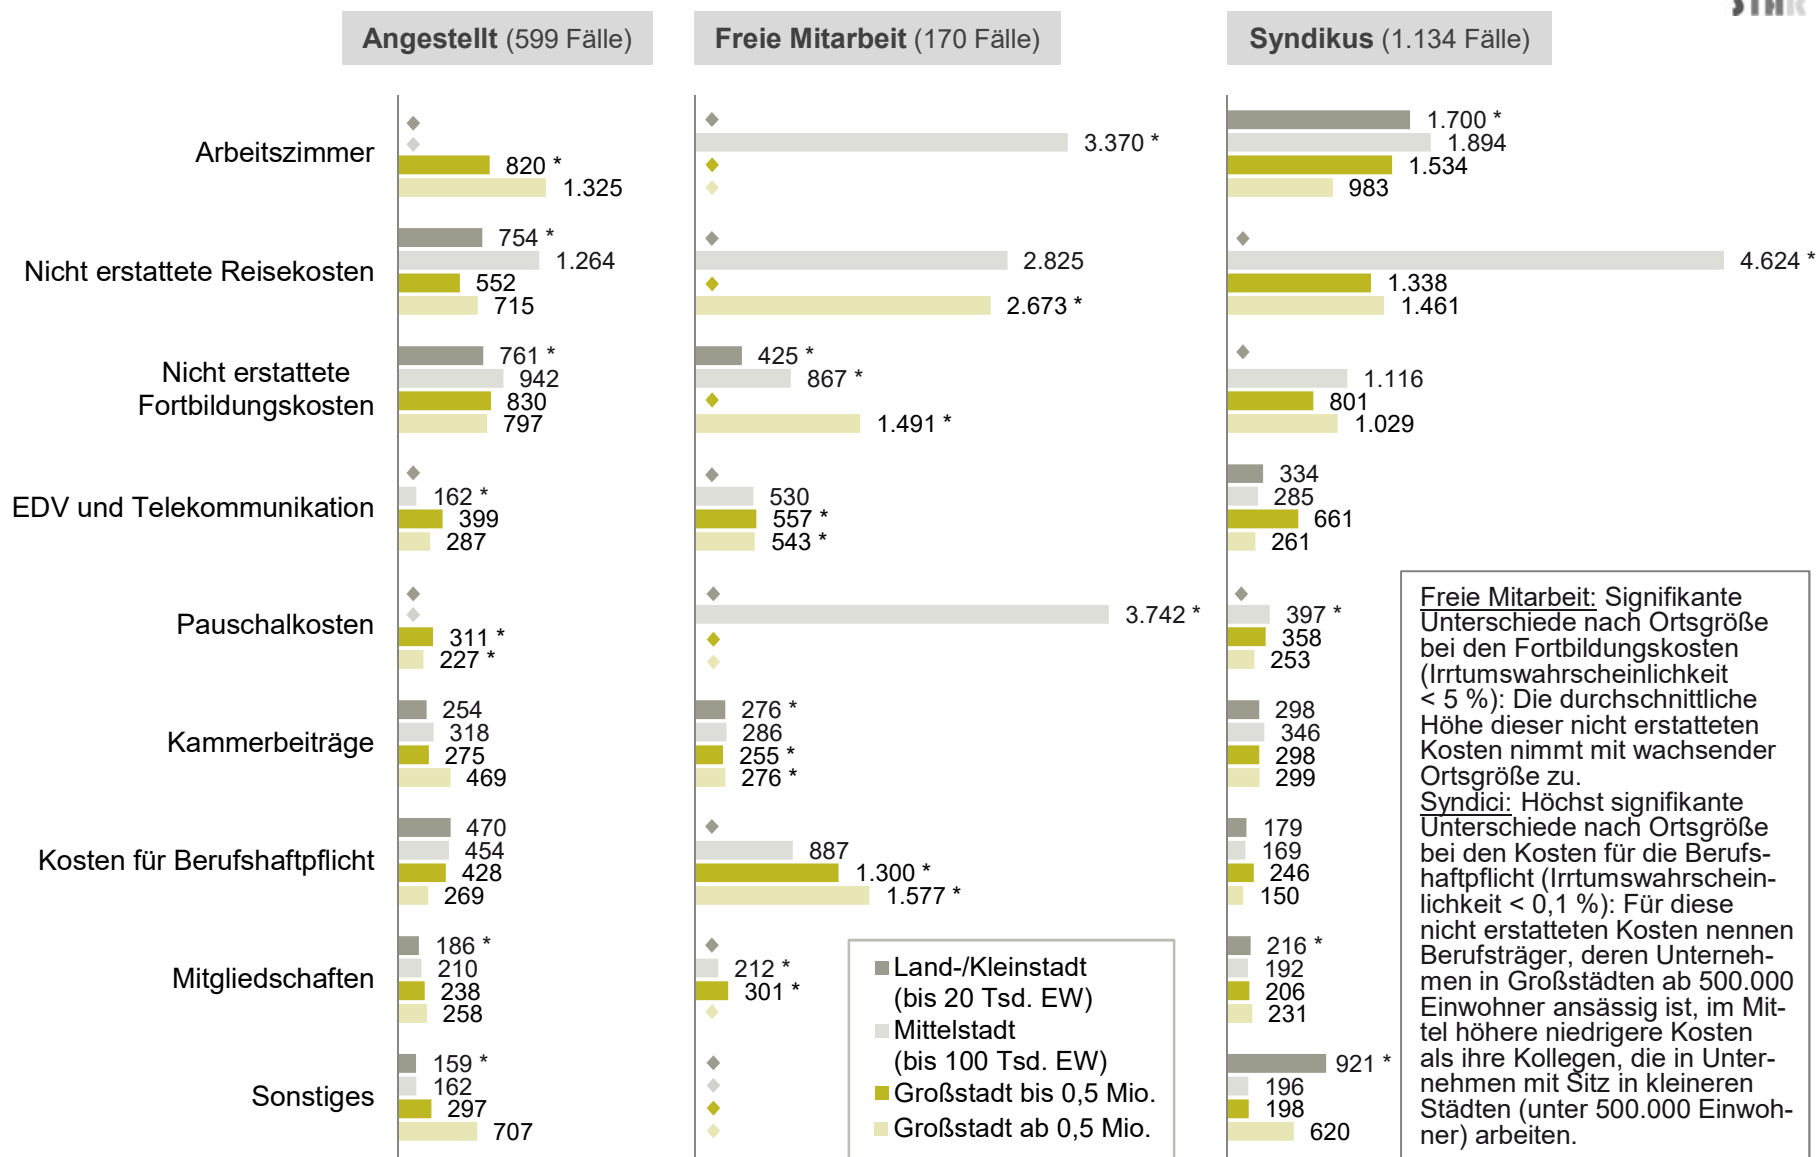 STAR
Angestellt (599 Fälle)
Freie Mitarbeit (170 Fälle)
Syndikus (1.134 Fälle)
Arbeitszimmer
820 *
1.325
3.370 *
1.700 *
1.894
1.534
983
Nicht erstattete Reisekosten
754 *
1.264
552
715
2.825
2.673 *
4.624 *
1.338
1.461
Nicht erstattete
Fortbildungskosten
761 *
942
830
797
425 *
867 *
1.491 *
1.116
801
1.029
EDV und Telekommunikation
162 *
399
287
530
557 *
543 *
334
285
661
261
Pauschalkosten
311 *
227 *
3.742 *
397 *
358
253
Kammerbeiträge
254
318
275
469
276 *
286
255 *
276 *
298
346
298
299
Kosten für Berufshaftpflicht
470
454
428
269
887
1.300 *
1.577 *
179
169
246
150
Mitgliedschaften
186 *
210
238
258
212 *
301 *
216 *
192
206
231
Sonstiges
159 *
162
297
707
921 *
196
198
620
Land-/Kleinstadt
(bis 20 Tsd. EW)
Mittelstadt
(bis 100 Tsd. EW)
Großstadt bis 0,5 Mio.
Großstadt ab 0,5 Mio.
Freie Mitarbeit: Signifikante
Unterschiede nach Ortsgröße
bei den Fortbildungskosten
(Irrtumswahrscheinlichkeit
< 5 %): Die durchschnittliche
Höhe dieser nicht erstatteten
Kosten nimmt mit wachsender
Ortsgröße zu.
Syndici: Höchst signifikante
Unterschiede nach Ortsgröße
bei den Kosten für die Berufs-
haftpflicht (Irrtumswahrschein-
lichkeit < 0,1 %): Für diese
nicht erstatteten Kosten nennen
Berufsträger, deren Unterneh-
men in Großstädten ab 500.000
Einwohner ansässig ist, im Mit-
tel höhere niedrigere Kosten
als ihre Kollegen, die in Unter-
nehmen mit Sitz in kleineren
Städten (unter 500.000 Einwoh-
ner) arbeiten.